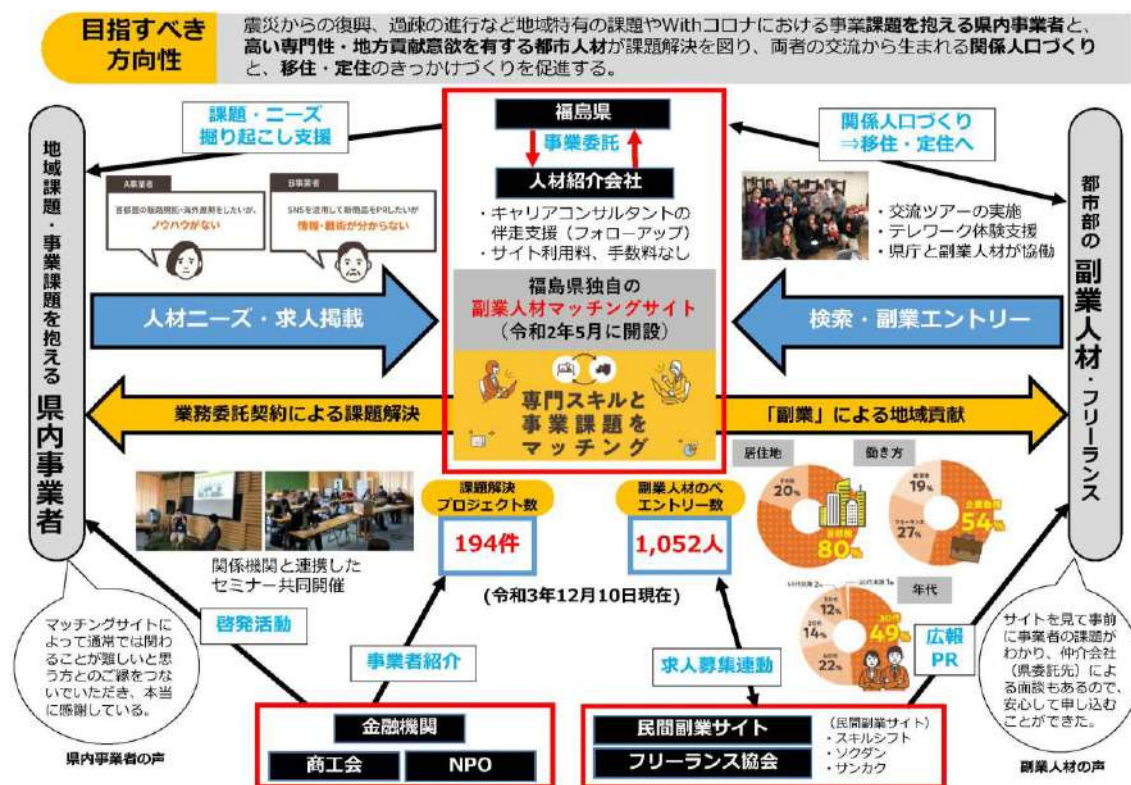 目指すべき
方向性
震災からの復興、過疎の進行など地域特有の課題やWithコロナにおける事業課題を抱える県内事業者と、
高い専門性・地方貢献意欲を有する都市人材が課題解決を図り、両者の交流から生まれる関係人口づくり
と、移住・定住のきっかけづくりを促進する。
地域課題・事業課題を抱える 県内事業者
課題・ニーズ
掘り起こし支援
A事業者
首都圏の販路開拓・海外展開をしたいが、
ノウハウがない
B事業者
SNSを活用して新商品をPRしたいが
情報・戦術が分からない
福島県
事業委託
人材紹介会社
・キャリアコンサルタントの
伴走支援（フォローアップ）
・サイト利用料、手数料なし
関係人口づくり
⇒移住・定住へ
・交流ツアーの実施
・テレワーク体験支援
・県庁と副業人材が協働
都市部の 副業人材・フリーランス
人材ニーズ・求人掲載
福島県独自の
副業人材マッチングサイト
（令和2年5月に開設）
検索・副業エントリー
専門スキルと
事業課題を
マッチング
業務委託契約による課題解決
「副業」による地域貢献
関係機関と連携した
セミナー共同開催
課題解決
プロジェクト数
194件
副業人材のべ
エントリー数
1,052人
(令和3年12月10日現在)
居住地
20%
首都圏
80%
働き方
19%
フリーランス
27%
企業勤務
54%
年代
12%
14%
22%
30代
49%
マッチングサイトに
よって通常では関わ
ることが難しいと思
う方とのご縁をつな
いでいただき、本当
に感謝している。
県内事業者の声
啓発活動
事業者紹介
求人募集連動
広報
PR
サイトを見て事前
に事業者の課題が
わかり、仲介会社
（県委託先）によ
る面談もあるので、
安心して申し込む
ことができた。
副業人材の声
金融機関
商工会
NPO
民間副業サイト
フリーランス協会
（民間副業サイト）
・スキルシフト
・ソクダン
・サンカク